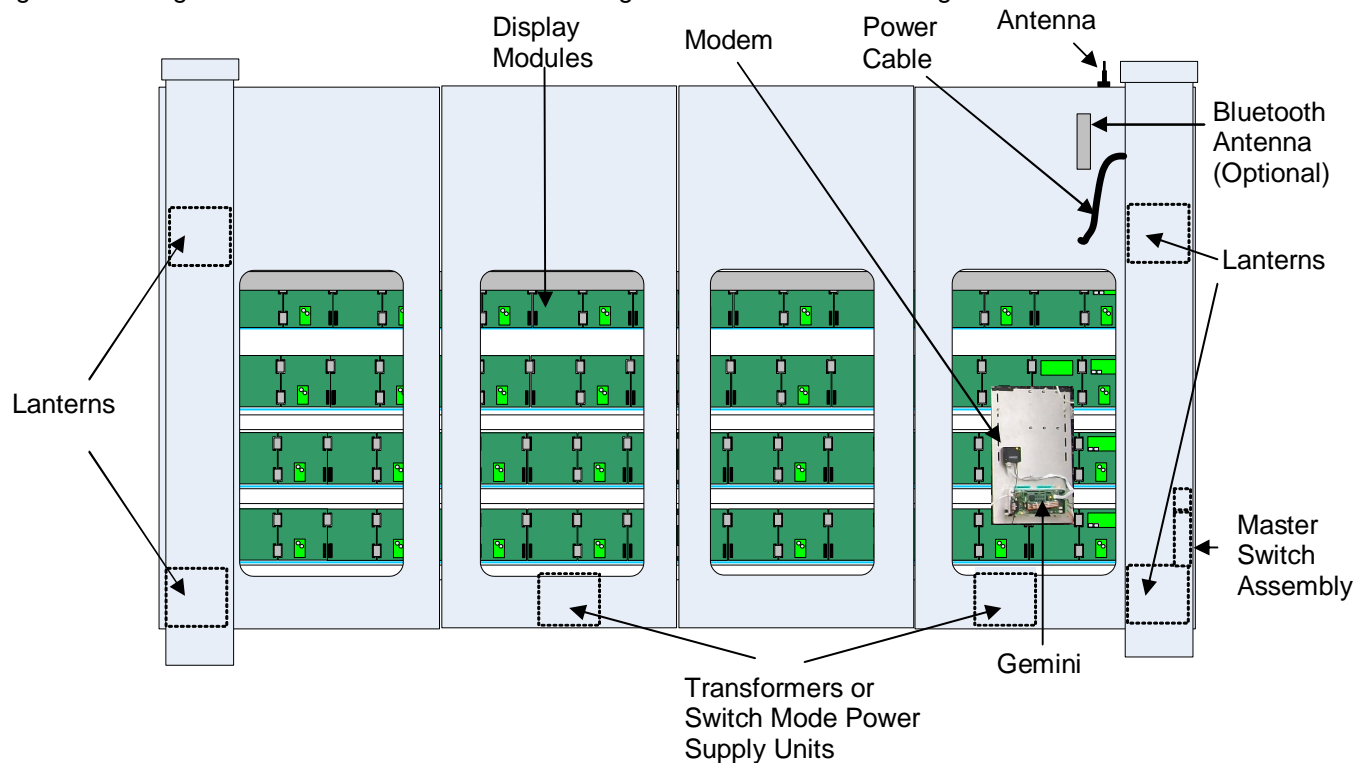 Display
Modules
Modem
Power
Cable
Antenna
Bluetooth
Antenna
(Optional)
Lanterns
Lanterns
Master
Switch
Assembly
Gemini
Transformers or
Switch Mode Power
Supply Units